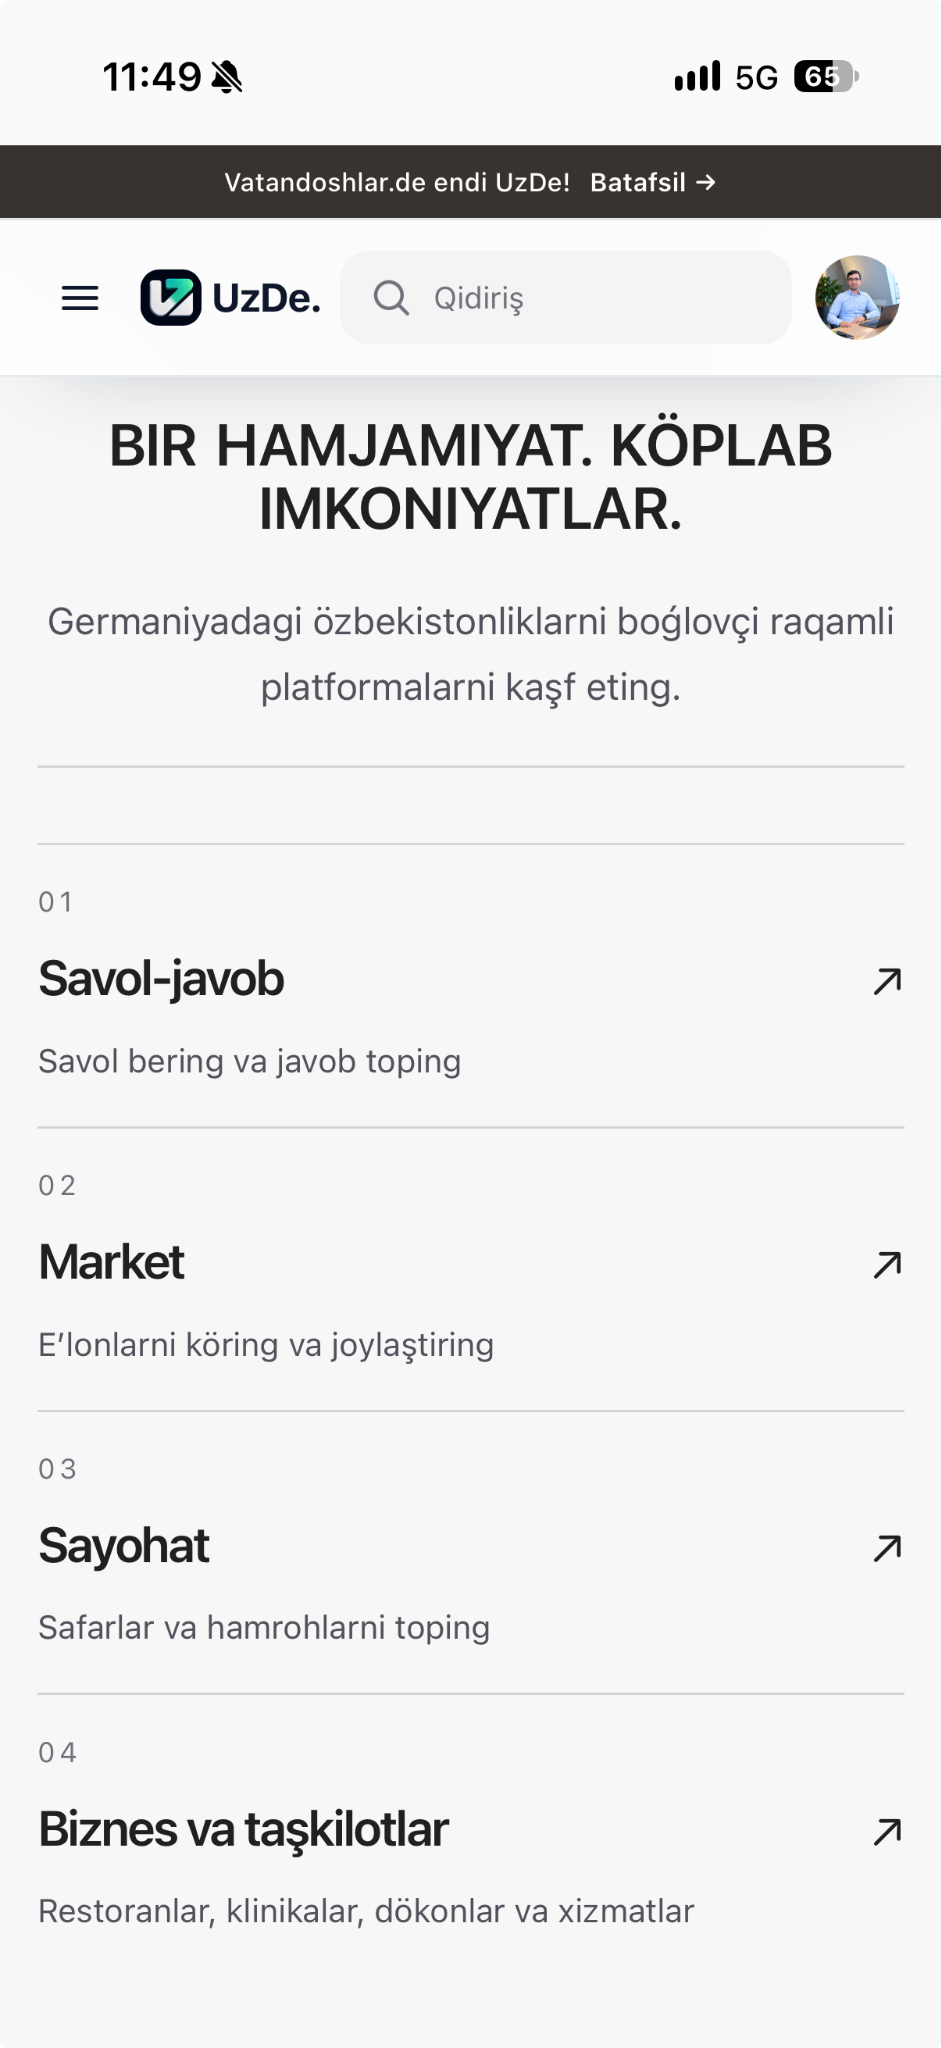 11:49
5G 65
Vatandoshlar.de endi UzDe! Batafsil →
UzDe.
Qidiriş
BIR HAMJAMIYAT. KÖPLAB
IMKONIYATLAR.
Germaniyadagi özbekistonliklarni boǵlovçi raqamli
platformalarni kaşf eting.
01
Savol-javob
Savol bering va javob toping
02
Market
E’lonlarni köring va joylaştiring
03
Sayohat
Safarlar va hamrohlarni toping
04
Biznes va taşkilotlar
Restoranlar, klinikalar, dökonlar va xizmatlar